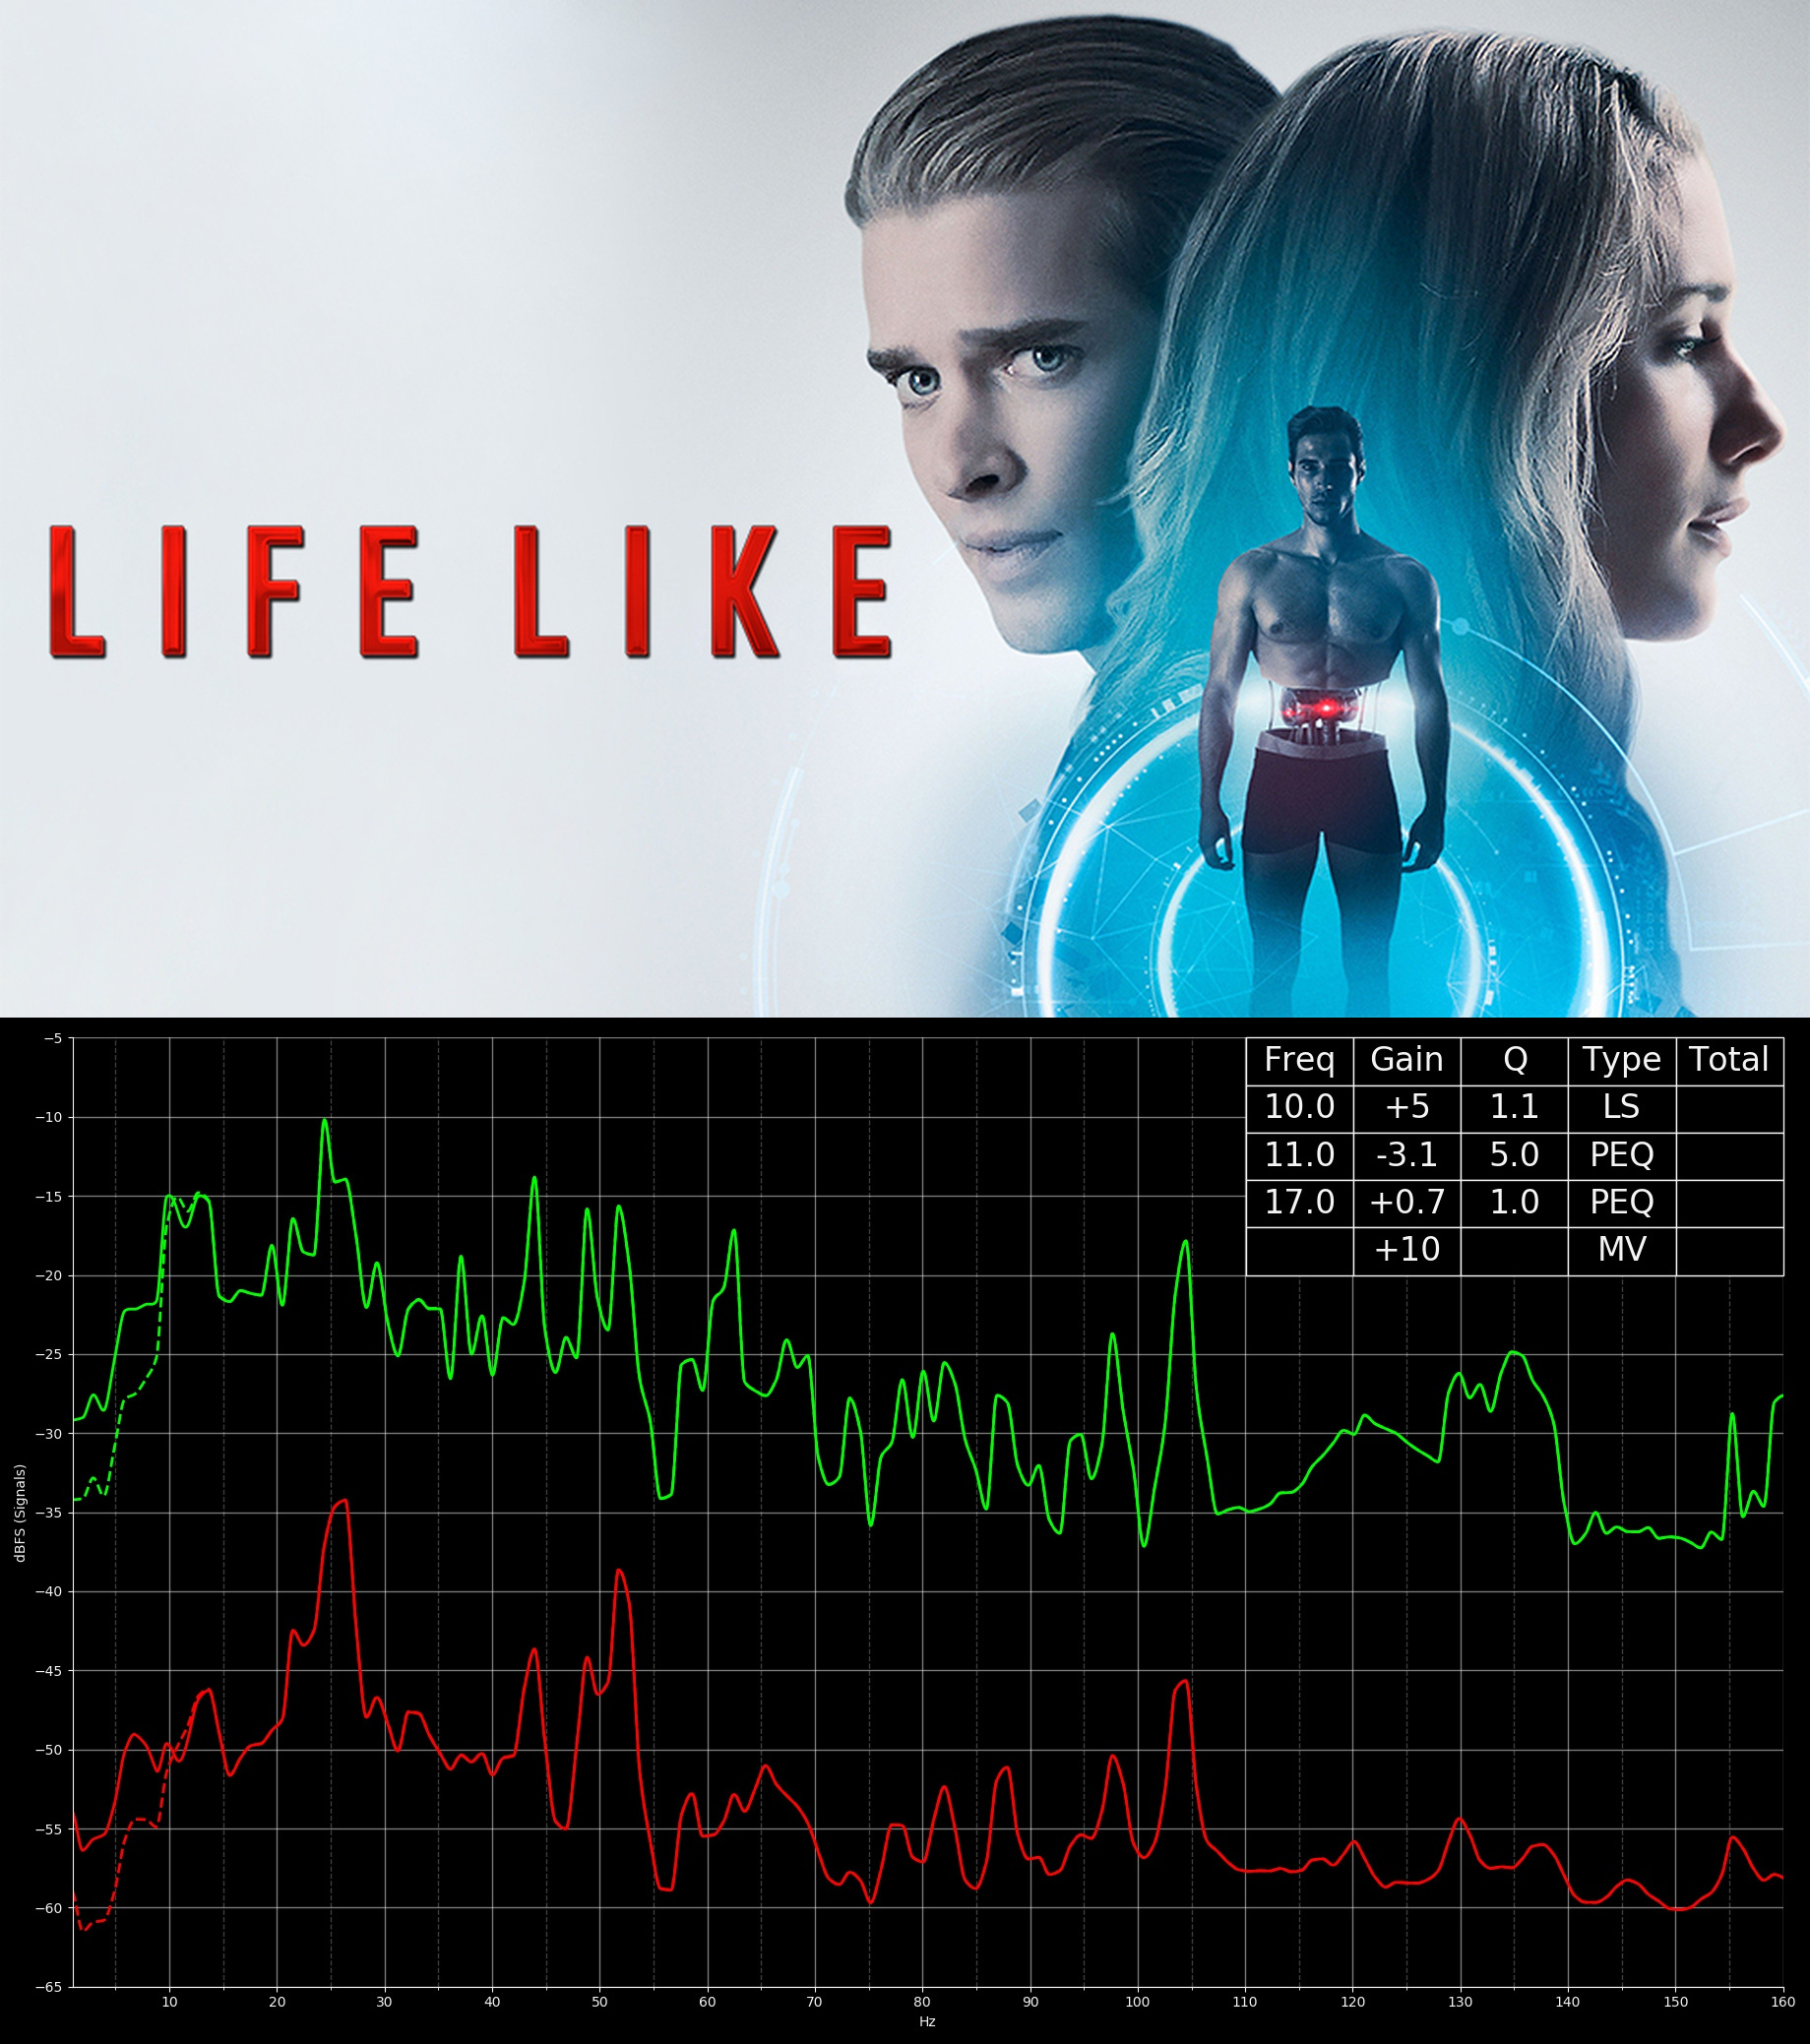 LIFE LIKE
Freq Gain Q Type Total
10.0 +5 1.1 LS
11.0 -3.1 5.0 PEQ
17.0 +0.7 1.0 PEQ
+10 MV
−5
−10
−15
−20
−25
−30
−35
−40
−45
−50
−55
−60
−65
dBFS (Signals)
10 20 30 40 50 60 70 80 90 100 110 120 130 140 150 160
Hz